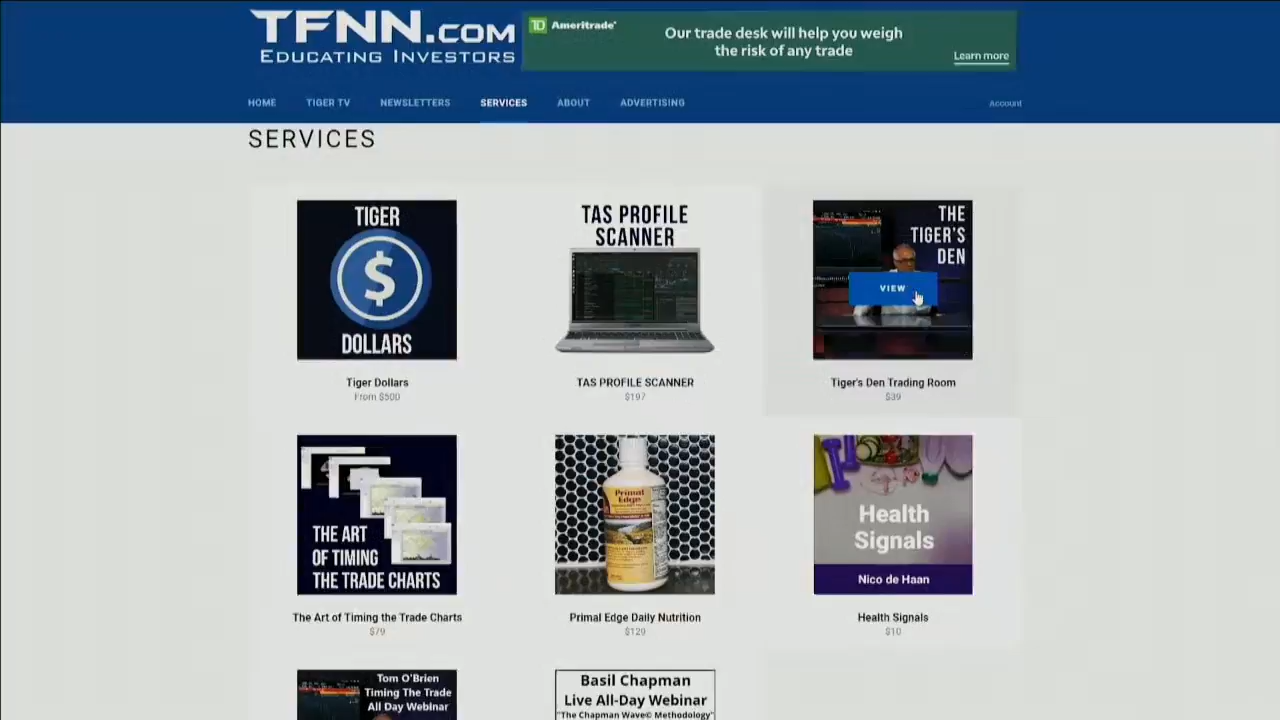 TFNN.COM
EDUCATING INVESTORS
TD Ameritrade
Our trade desk will help you weigh
the risk of any trade
Learn more
HOME TIGER TV NEWSLETTERS SERVICES ABOUT ADVERTISING Account
SERVICES
TIGER
$
DOLLARS
Tiger Dollars
From $500
TAS PROFILE
SCANNER
TAS PROFILE SCANNER
$197
THE
TIGER'S
DEN
VIEW
Tiger's Den Trading Room
$39
THE ART
OF TIMING
THE TRADE CHARTS
The Art of Timing the Trade Charts
$79
Primal
Edge
Primal Edge Daily Nutrition
$129
Health
Signals
Nico de Haan
Health Signals
$10
Tom O'Brien
Timing The Trade
All Day Webinar
Basil Chapman
Live All-Day Webinar
"The Chapman Wave© Methodology"